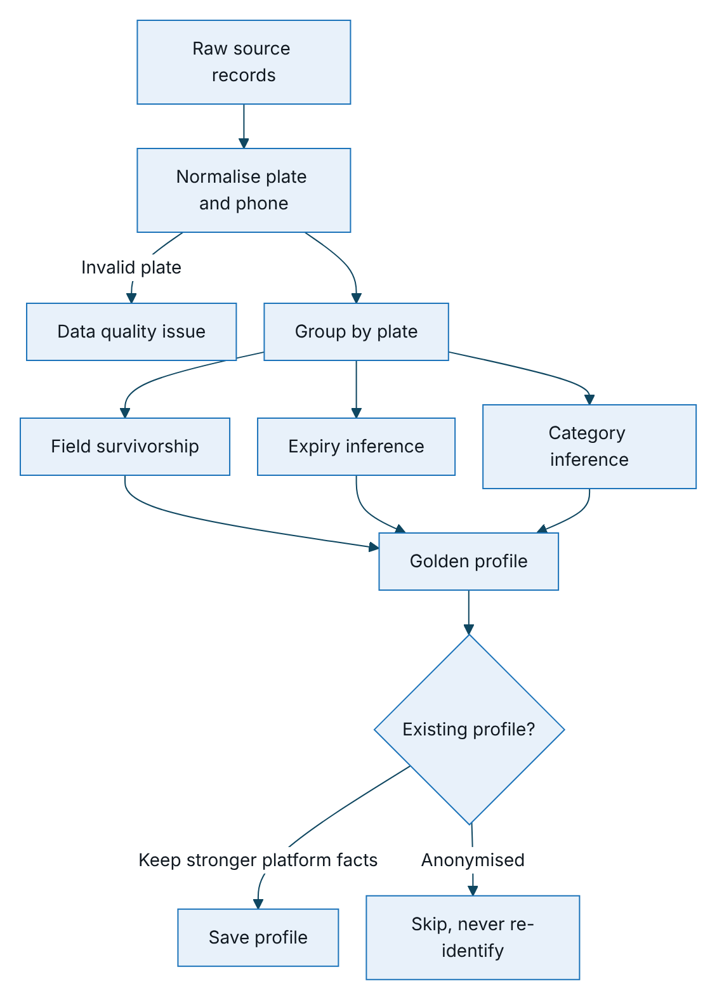 Raw source
records
Normalise plate
and phone
Invalid plate
Data quality issue
Group by plate
Field survivorship
Expiry inference
Category
inference
Golden profile
Existing profile?
Keep stronger platform facts
Anonymised
Save profile
Skip, never re-
identify